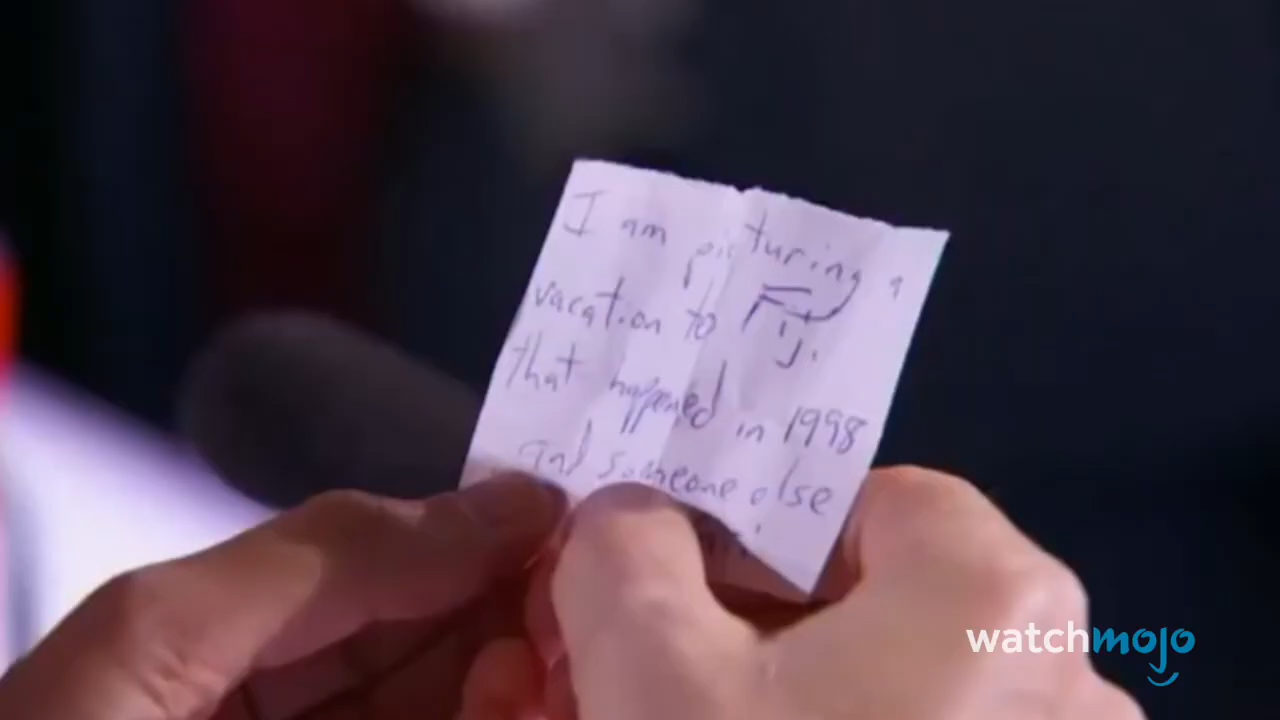 I am picturing a
vacation to Fiji
that happened in 1998
and someone else
watchmojo